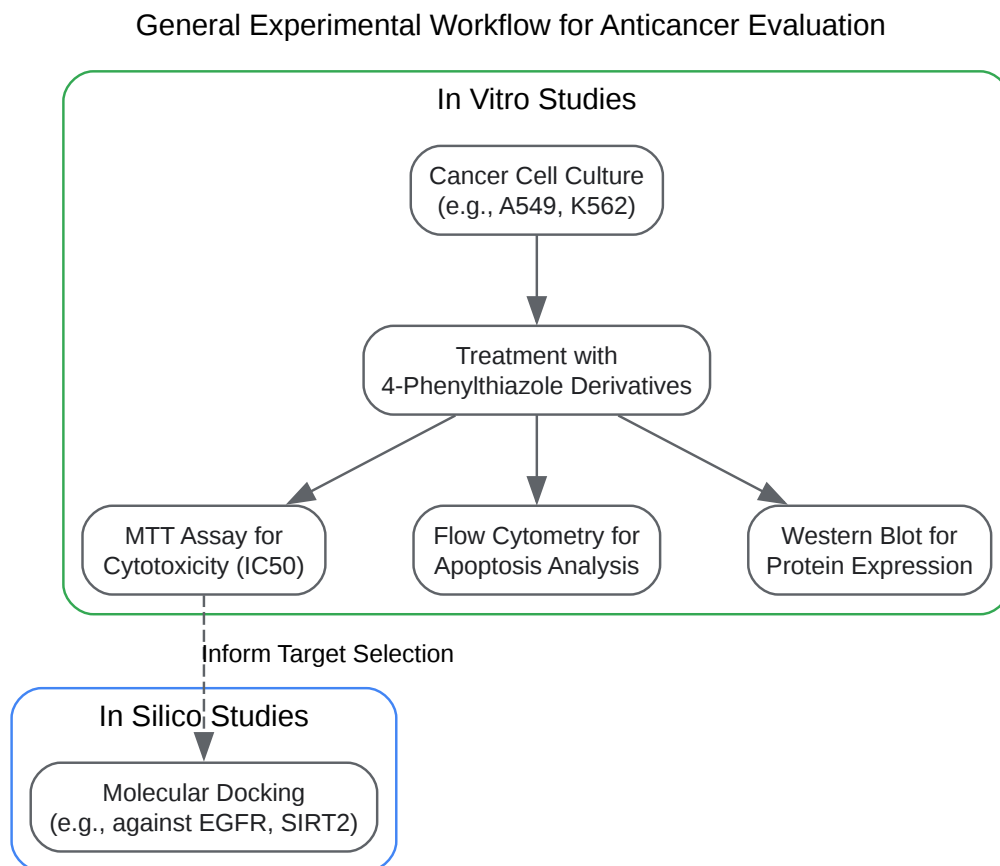 General Experimental Workflow for Anticancer Evaluation
In Vitro Studies
Cancer Cell Culture
(e.g., A549, K562)
Treatment with
4-Phenylthiazole Derivatives
MTT Assay for
Cytotoxicity (IC50)
Flow Cytometry for
Apoptosis Analysis
Western Blot for
Protein Expression
Inform Target Selection
In Silico Studies
Molecular Docking
(e.g., against EGFR, SIRT2)